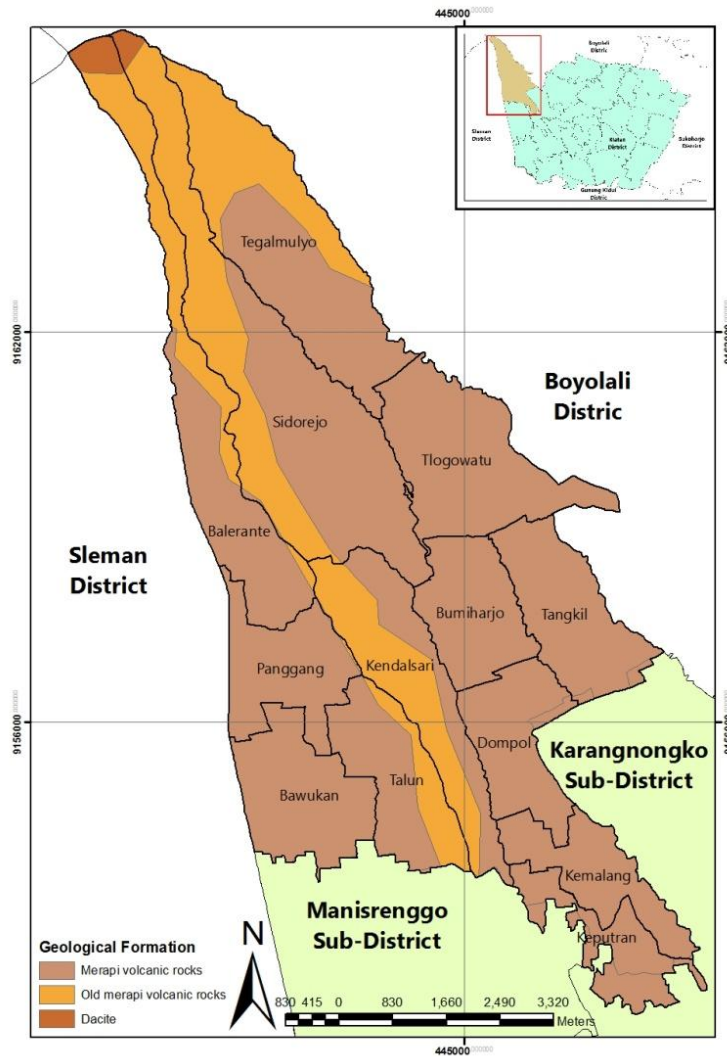 445000
Boyolali
District
Sleman
District
Klaten
District
Sukoharjo
Gunung Kidul
District
Tegalmulyo
9162000
Boyolali
Distric
Sidorejo
Tlogowatu
Balerante
Sleman
District
Bumiharjo
Tangkil
Panggang
Kendalsari
9156000
Dompol
Karangnongko
Sub-District
Bawukan
Talun
Kemalang
Manisrenggo
Sub-District
Keputran
Geological Formation
Merapi volcanic rocks
Old merapi volcanic rocks
Dacite
N
830 415 0 830 1,660 2,490 3,320
Meters
445000